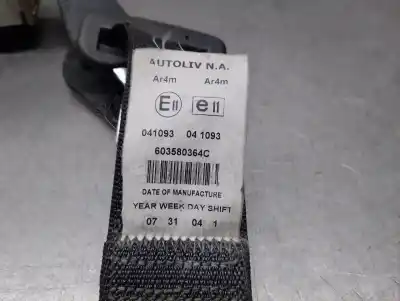 AUTOLIV N.A.
Ar4m Ar4m
E11 e11
041093 04 1093
603580364C
DATE OF MANUFACTURE
YEAR WEEK DAY SHIFT
07 31 04 1